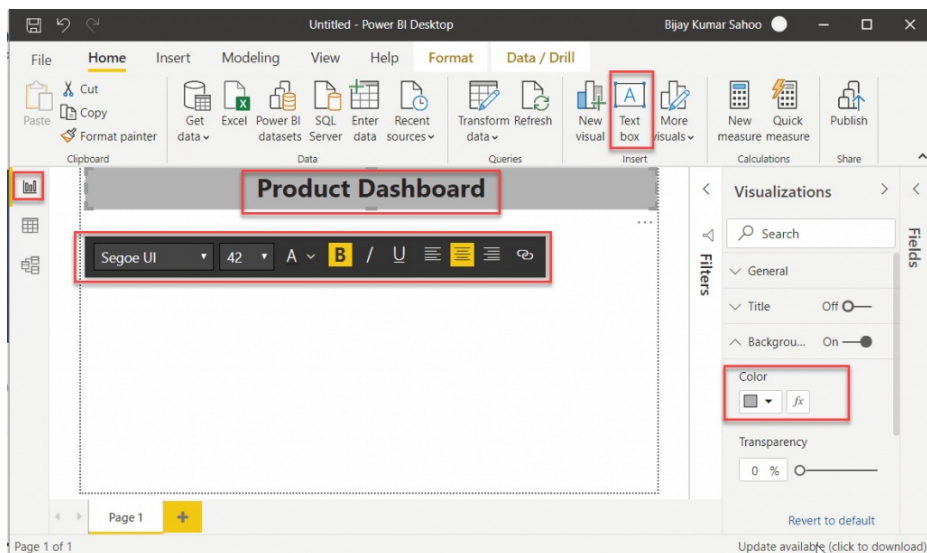 Untitled - Power BI Desktop
Bijay Kumar Sahoo
File Home Insert Modeling View Help Format Data / Drill
Paste
Cut
Copy
Format painter
Clipboard
Get data
Excel
Power BI datasets
SQL Server
Enter data
Recent sources
Data
Transform data
Refresh
Queries
New visual
A
Text box
More visuals
Insert
New measure
Quick measure
Calculations
Publish
Share
Product Dashboard
...
Segoe UI 42 A B / U
Filters
Visualizations
Search
General
Title Off
Backgrou... On
Color
fx
Transparency
0 %
Revert to default
Fields
Page 1 +
Page 1 of 1
Update available (click to download)